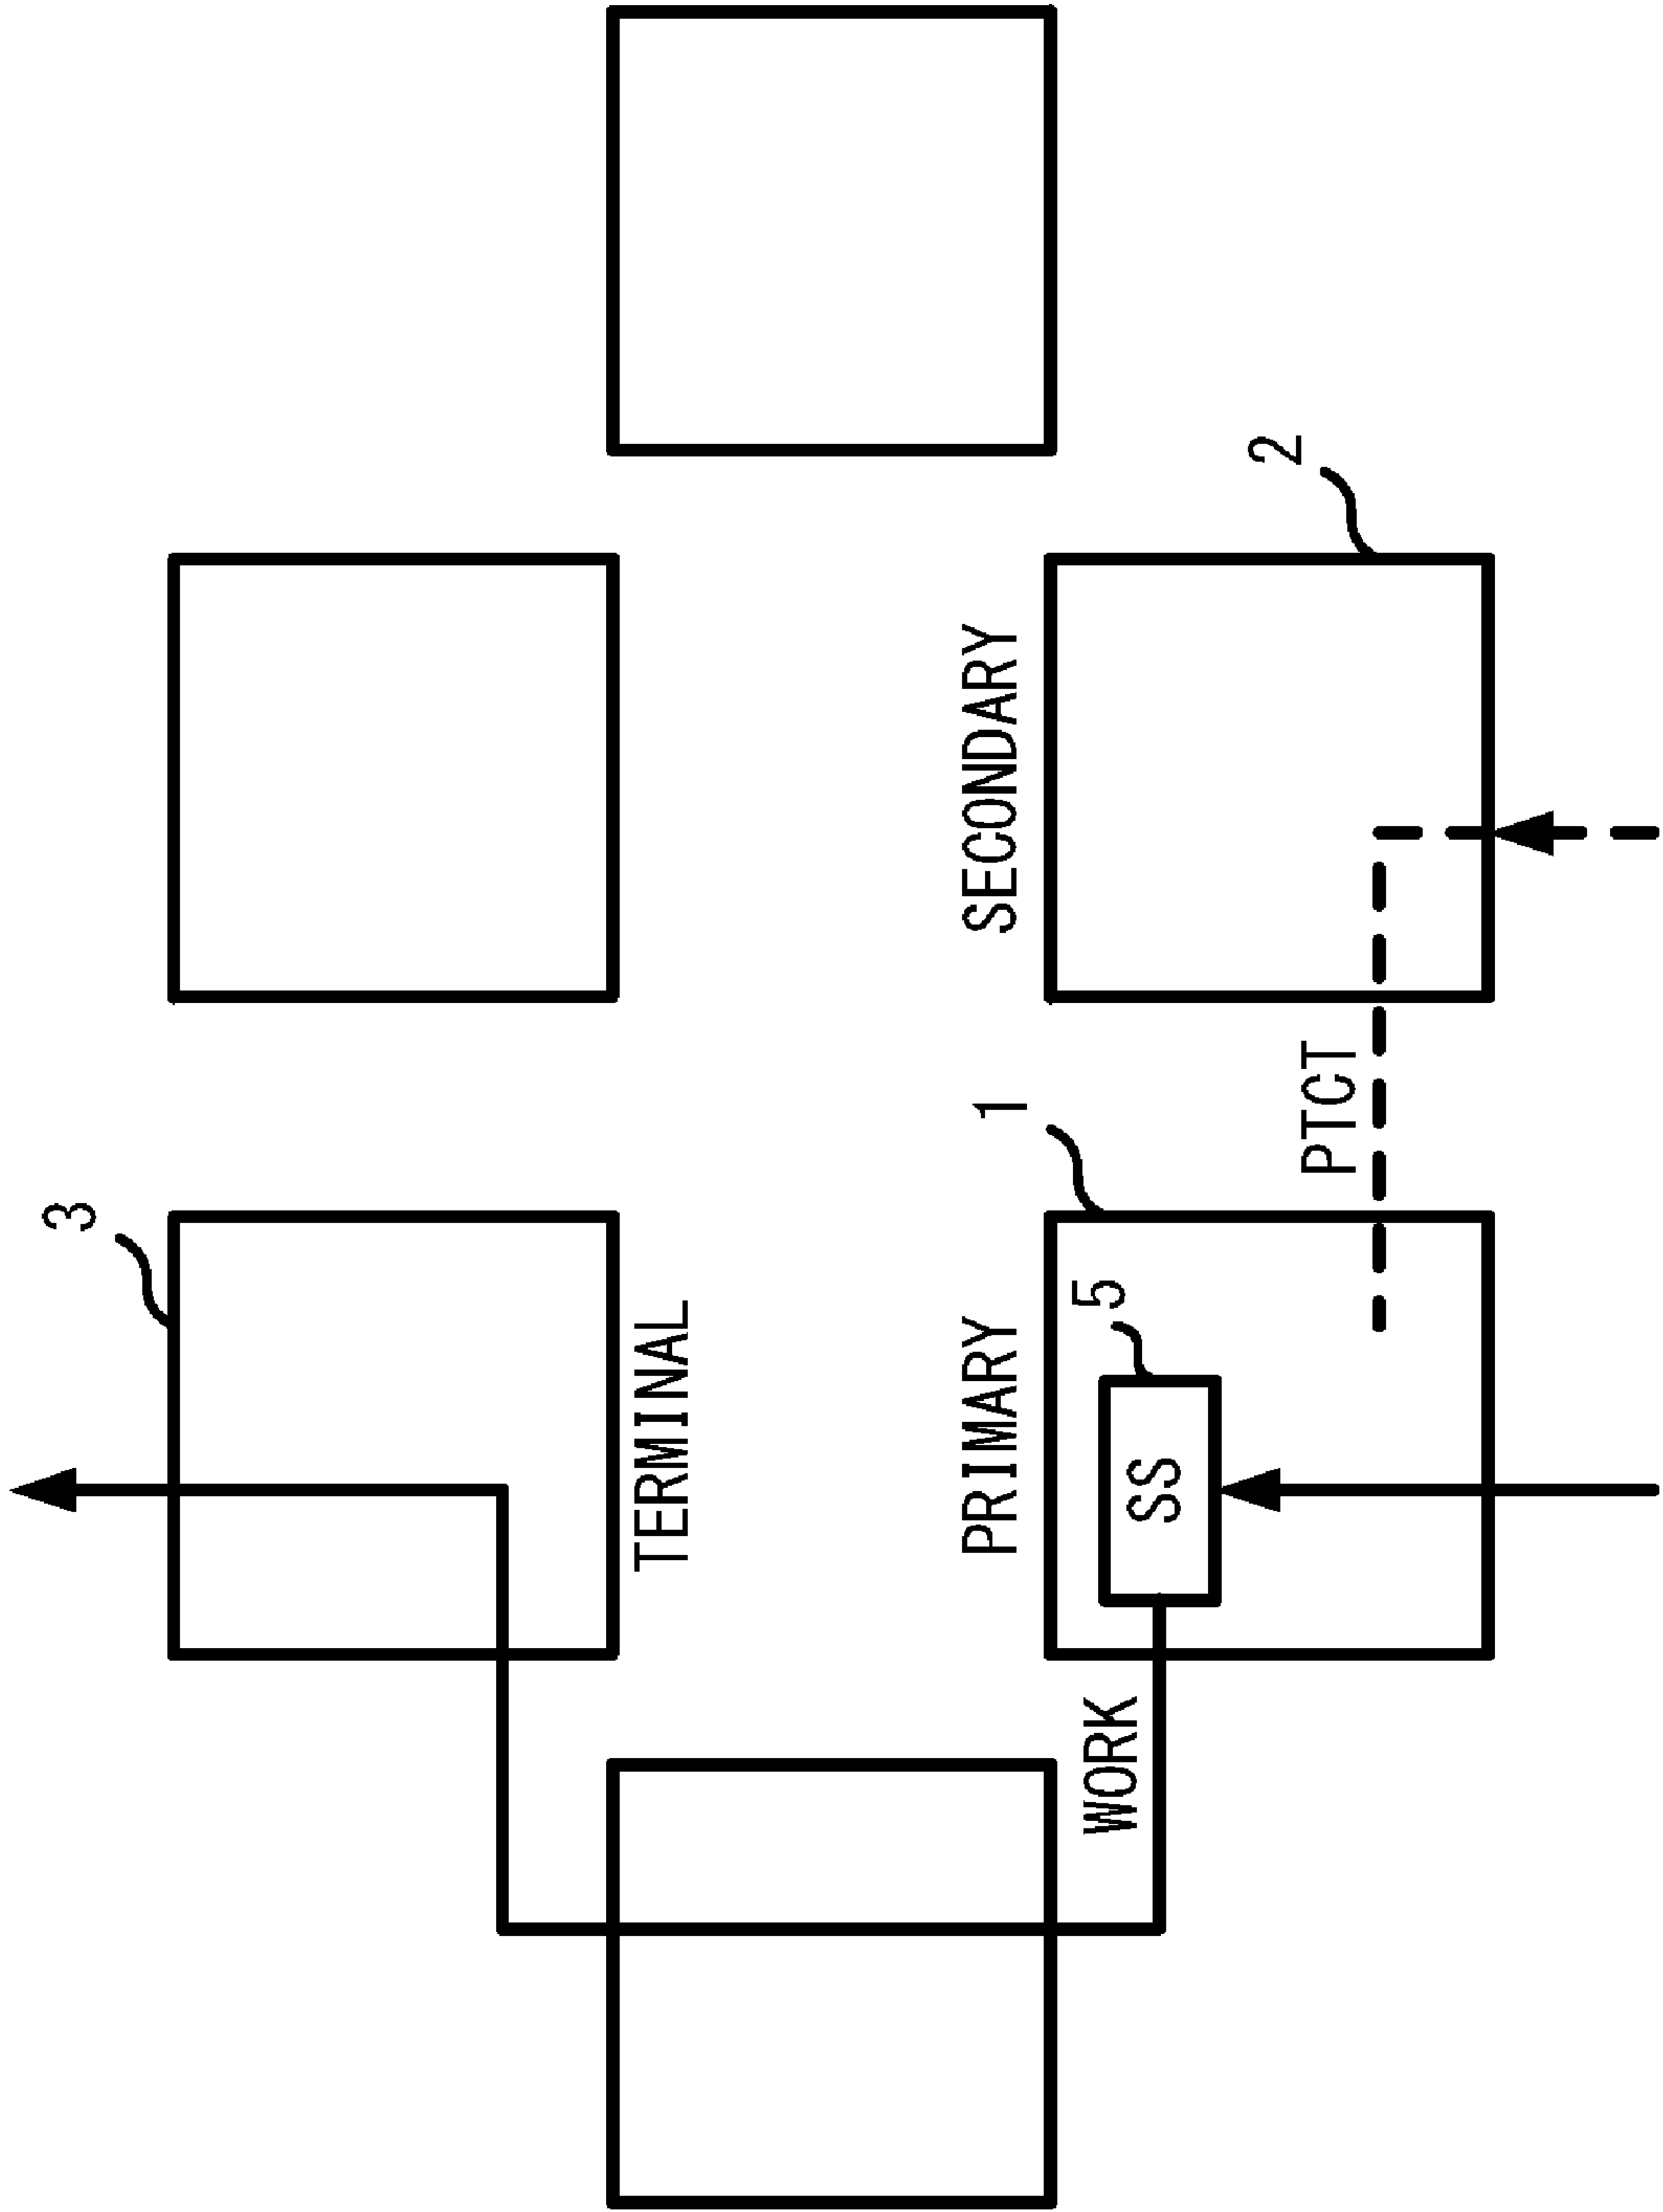 3
TERMINAL
PRIMARY
1
SECONDARY
WORK
5
SS
2
PTCT